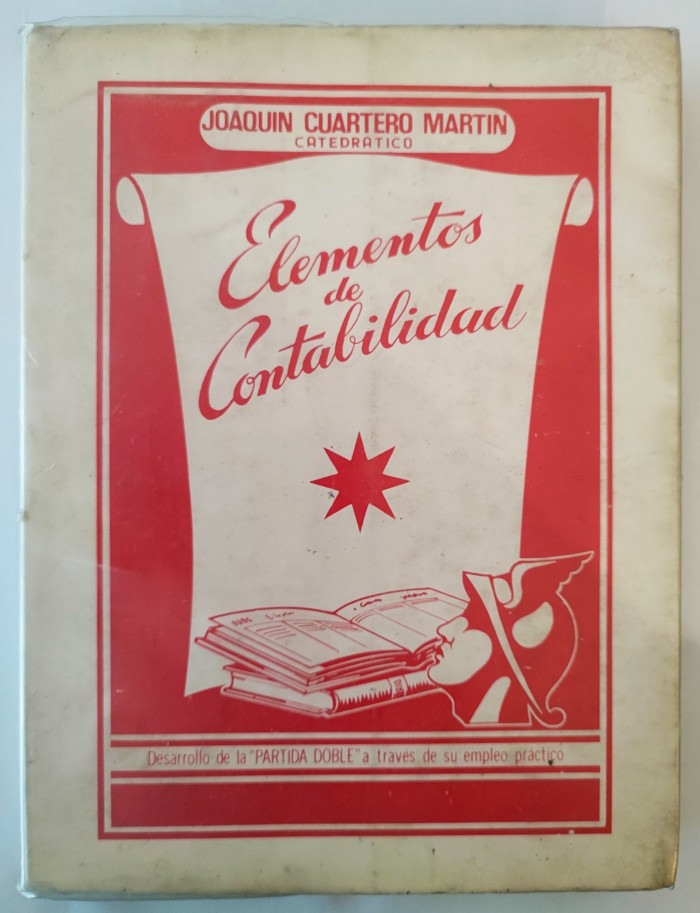 JOAQUIN CUARTERO MARTIN
CATEDRATICO
Elementos
de
Contabilidad
Desarrollo de la "PARTIDA DOBLE" a través de su empleo práctico